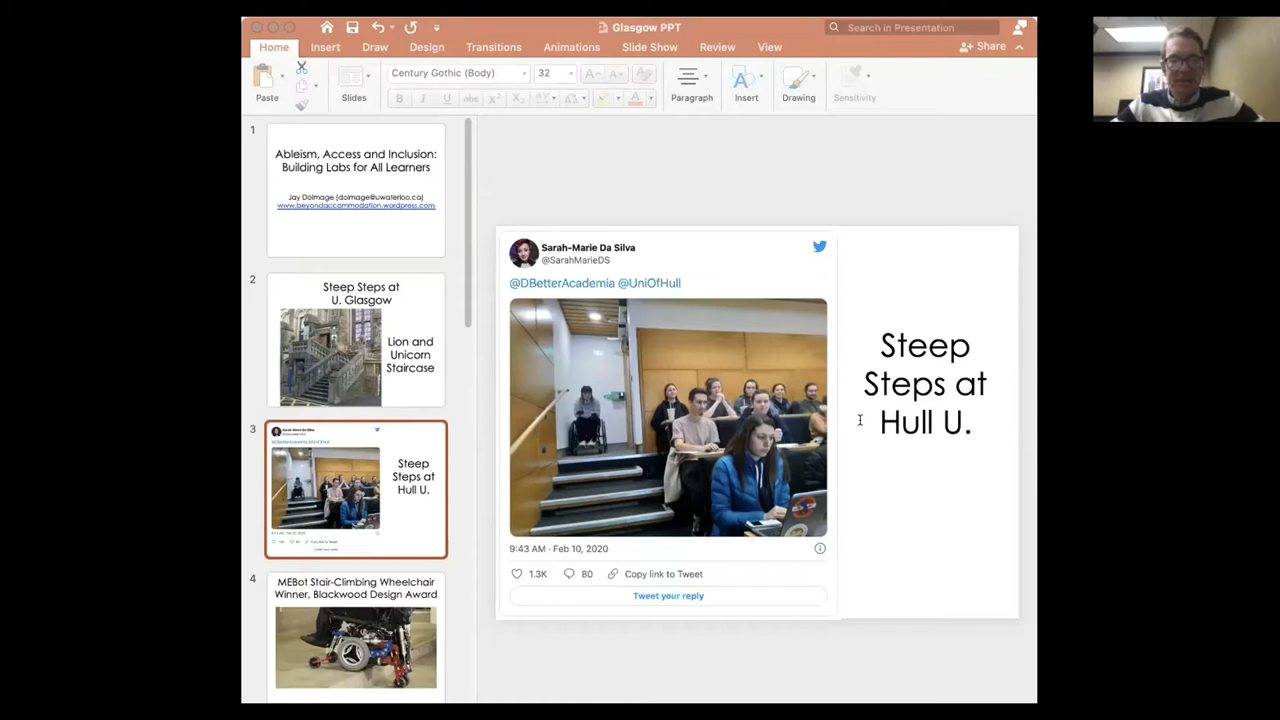 Glasgow PPT
Search in Presentation
Home
Insert
Draw
Design
Transitions
Animations
Slide Show
Review
View
Share
Paste
Slides
Century Gothic (Body)
32
Paragraph
Insert
Drawing
Sensitivity
1
Ableism, Access and Inclusion:
Building Labs for All Learners
Jay Dolmage (dolmage@uwaterloo.ca)
www.beyondaccommodation.wordpress.com
2
Steep Steps at
U. Glasgow
Lion and
Unicorn
Staircase
3
Steep
Steps at
Hull U.
4
MEBot Stair-Climbing Wheelchair
Winner, Blackwood Design Award
Sarah-Marie Da Silva
@SarahMarieDS
@DBetterAcademia @UniOfHull
9:43 AM · Feb 10, 2020
1.3K
80
Copy link to Tweet
Tweet your reply
Steep
Steps at
Hull U.